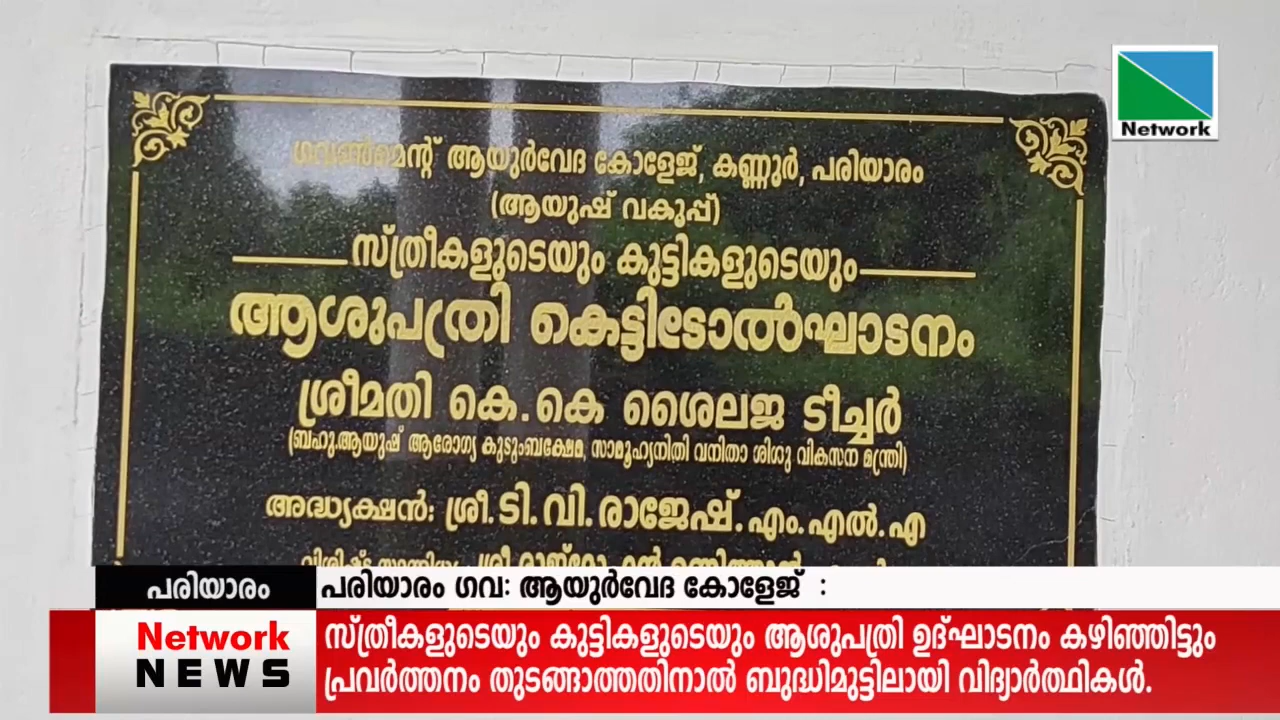 Network
ഗവൺമെന്റ് ആയുർവേദ കോളേജ്, കണ്ണൂർ, പരിയാരം
(ആയുഷ് വകുപ്പ്)
സ്ത്രീകളുടെയും കുട്ടികളുടെയും
ആശുപത്രി കെട്ടിടോൽഘാടനം
ശ്രീമതി കെ.കെ ശൈലജ ടീച്ചർ
(ബഹു.ആയുഷ് ആരോഗ്യ കുടുംബക്ഷേമ, സാമൂഹ്യനിതി വനിതാ ശിശു വികസന മന്ത്രി)
അദ്ധ്യക്ഷൻ: ശ്രീ.ടി.വി.രാജേഷ്.എം.എൽ.എ
പരിയാരം
പരിയാരം ഗവ: ആയുർവേദ കോളേജ് :
Network
NEWS
സ്ത്രീകളുടെയും കുട്ടികളുടെയും ആശുപത്രി ഉദ്ഘാടനം കഴിഞ്ഞിട്ടും
പ്രവർത്തനം തുടങ്ങാത്തതിനാൽ ബുദ്ധിമുട്ടിലായി വിദ്യാർത്ഥികൾ.